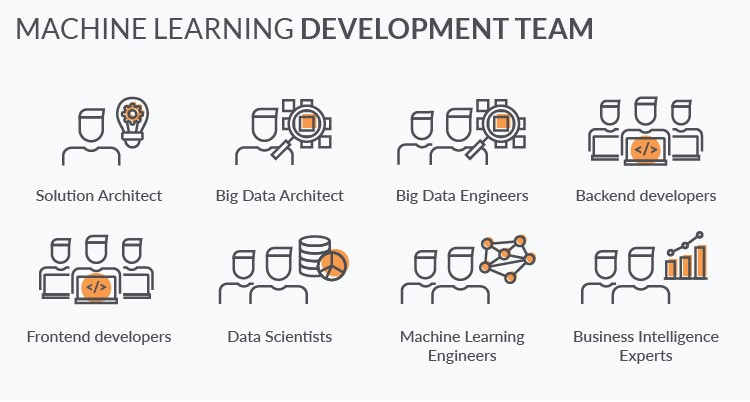 MACHINE LEARNING DEVELOPMENT TEAM
Solution Architect
Big Data Architect
Big Data Engineers
Backend developers
</>
Frontend developers
</>
Data Scientists
Machine Learning
Engineers
Business Intelligence
Experts